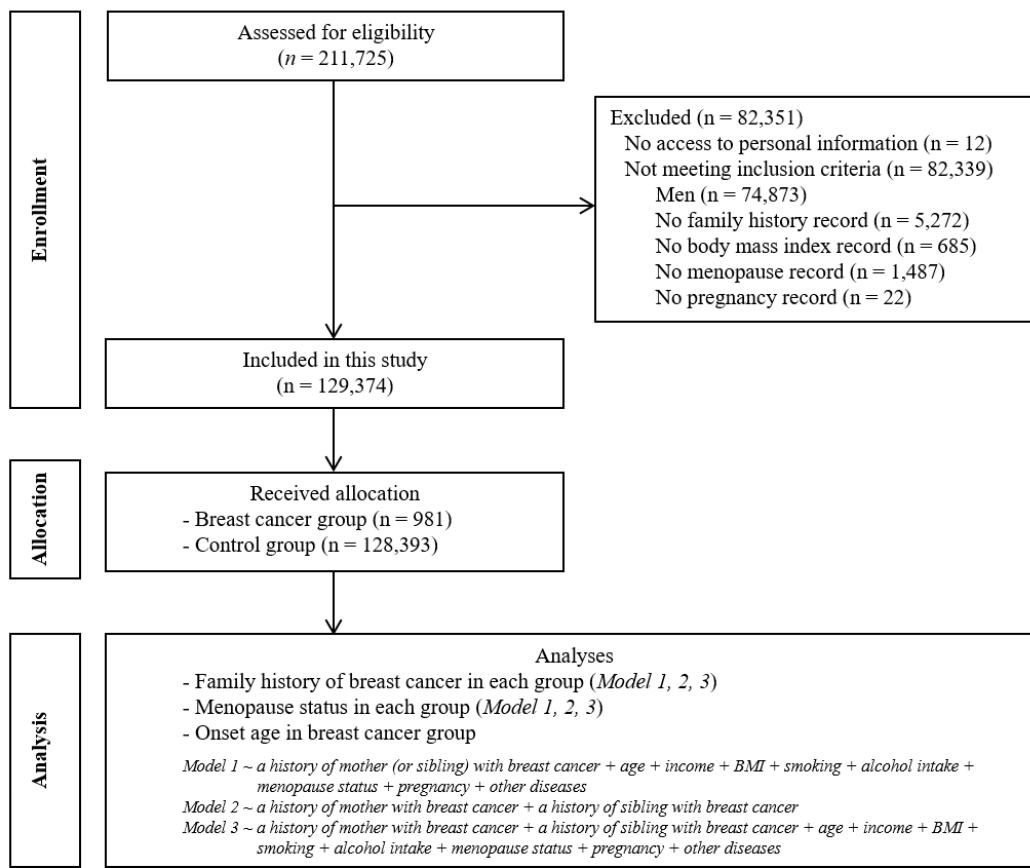 Enrollment
Assessed for eligibility
(n = 211,725)
Excluded (n = 82,351)
No access to personal information (n = 12)
Not meeting inclusion criteria (n = 82,339)
Men (n = 74,873)
No family history record (n = 5,272)
No body mass index record (n = 685)
No menopause record (n = 1,487)
No pregnancy record (n = 22)
Included in this study
(n = 129,374)
Allocation
Received allocation
- Breast cancer group (n = 981)
- Control group (n = 128,393)
Analysis
Analyses
- Family history of breast cancer in each group (Model 1, 2, 3)
- Menopause status in each group (Model 1, 2, 3)
- Onset age in breast cancer group
Model 1 ~ a history of mother (or sibling) with breast cancer + age + income + BMI + smoking + alcohol intake +
menopause status + pregnancy + other diseases
Model 2 ~ a history of mother with breast cancer + a history of sibling with breast cancer
Model 3 ~ a history of mother with breast cancer + a history of sibling breast cancer + age + income + BMI +
smoking + alcohol intake + menopause status + pregnancy + other diseases